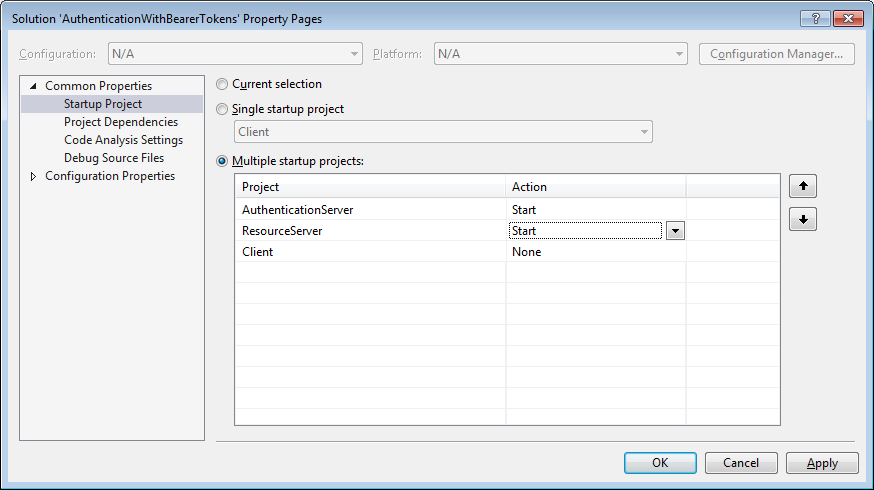 Solution 'AuthenticationWithBearerTokens' Property Pages
Configuration: N/A Platform: N/A Configuration Manager...
Common Properties
Startup Project
Project Dependencies
Code Analysis Settings
Debug Source Files
Configuration Properties
Current selection
Single startup project
Client
Multiple startup projects:
Project Action
AuthenticationServer Start
ResourceServer Start
Client None
OK Cancel Apply